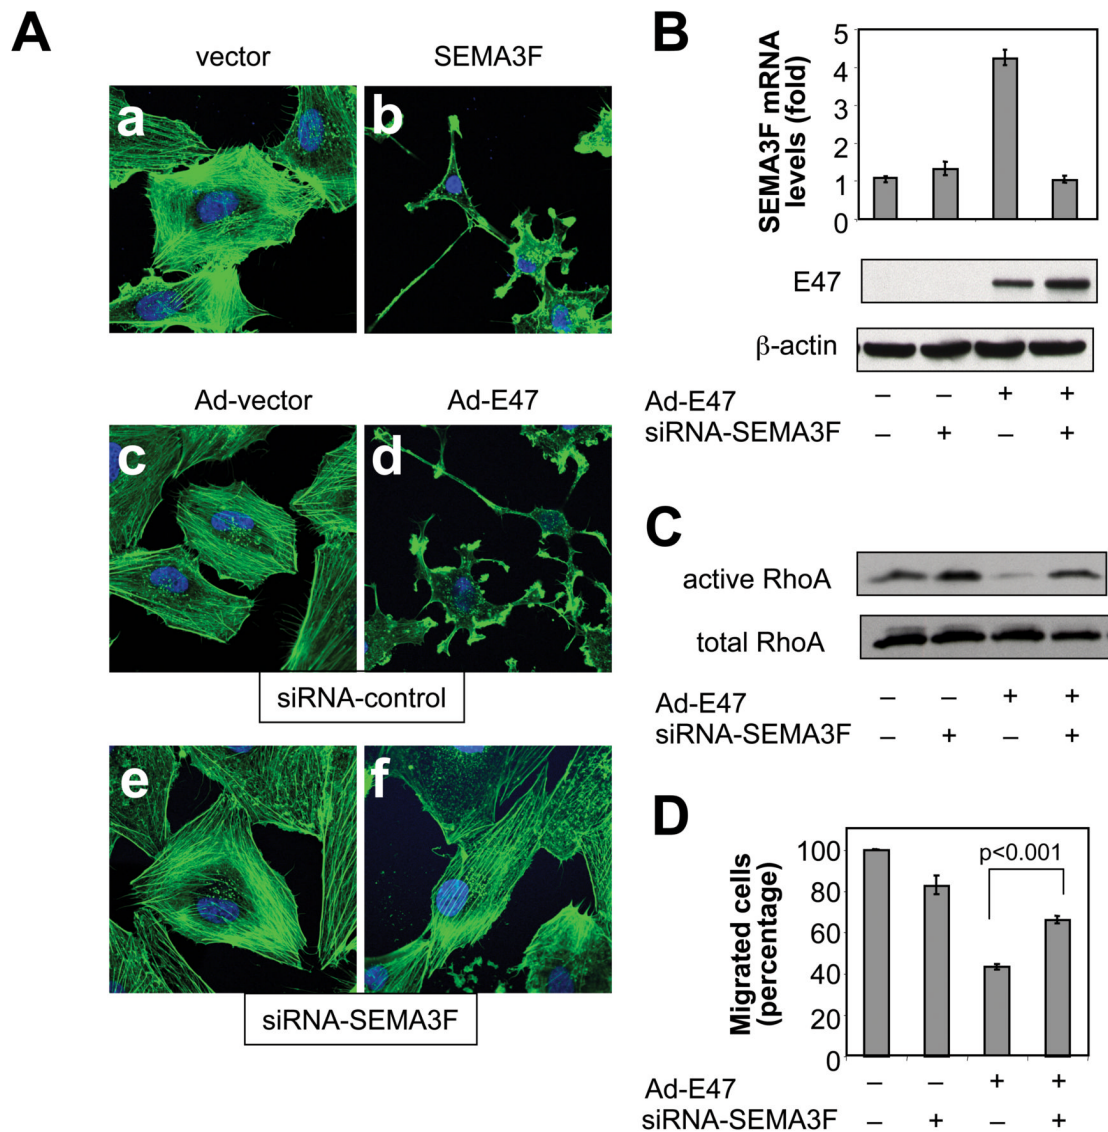 A
vector SEMA3F
a b
Ad-vector Ad-E47
c d
siRNA-control
e f
siRNA-SEMA3F
B
SEMA3F mRNA
levels (fold)
5
4
3
2
1
0
E47
β-actin
Ad-E47 – – + +
siRNA-SEMA3F – + – +
C
active RhoA
total RhoA
Ad-E47 – – + +
siRNA-SEMA3F – + – +
D
Migrated cells
(percentage)
100
80
60
40
20
0
p<0.001
Ad-E47 – – + +
siRNA-SEMA3F – + – +